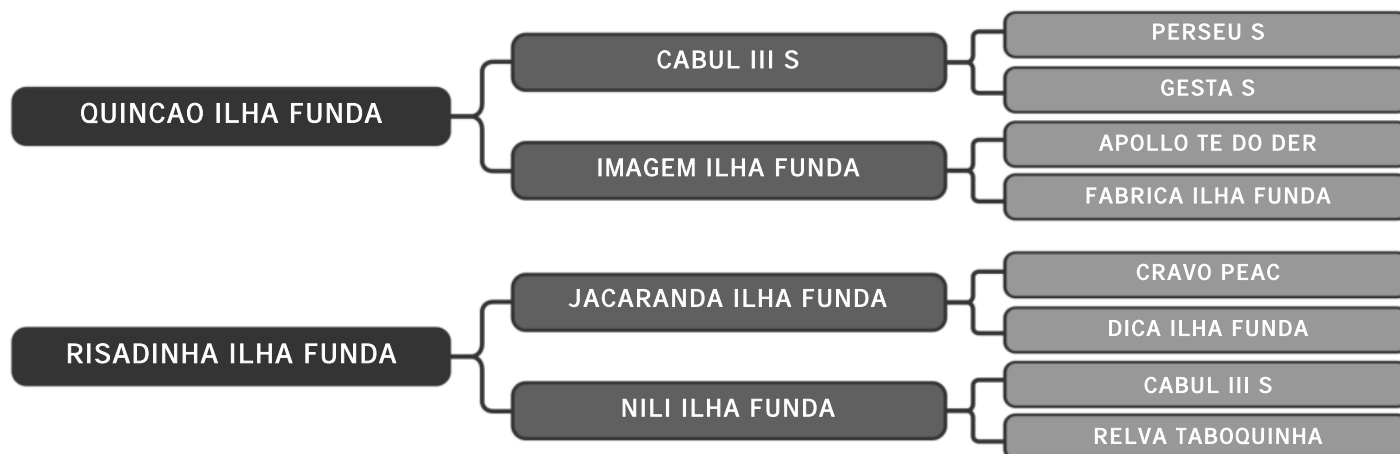 QUINCAO ILHA FUNDA
CABUL III S
PERSEU S
GESTA S
IMAGEM ILHA FUNDA
APOLLO TE DO DER
FABRICA ILHA FUNDA
RISADINHA ILHA FUNDA
JACARANDA ILHA FUNDA
CRAVO PEAC
DICA ILHA FUNDA
NILI ILHA FUNDA
CABUL III S
RELVA TABOQUINHA